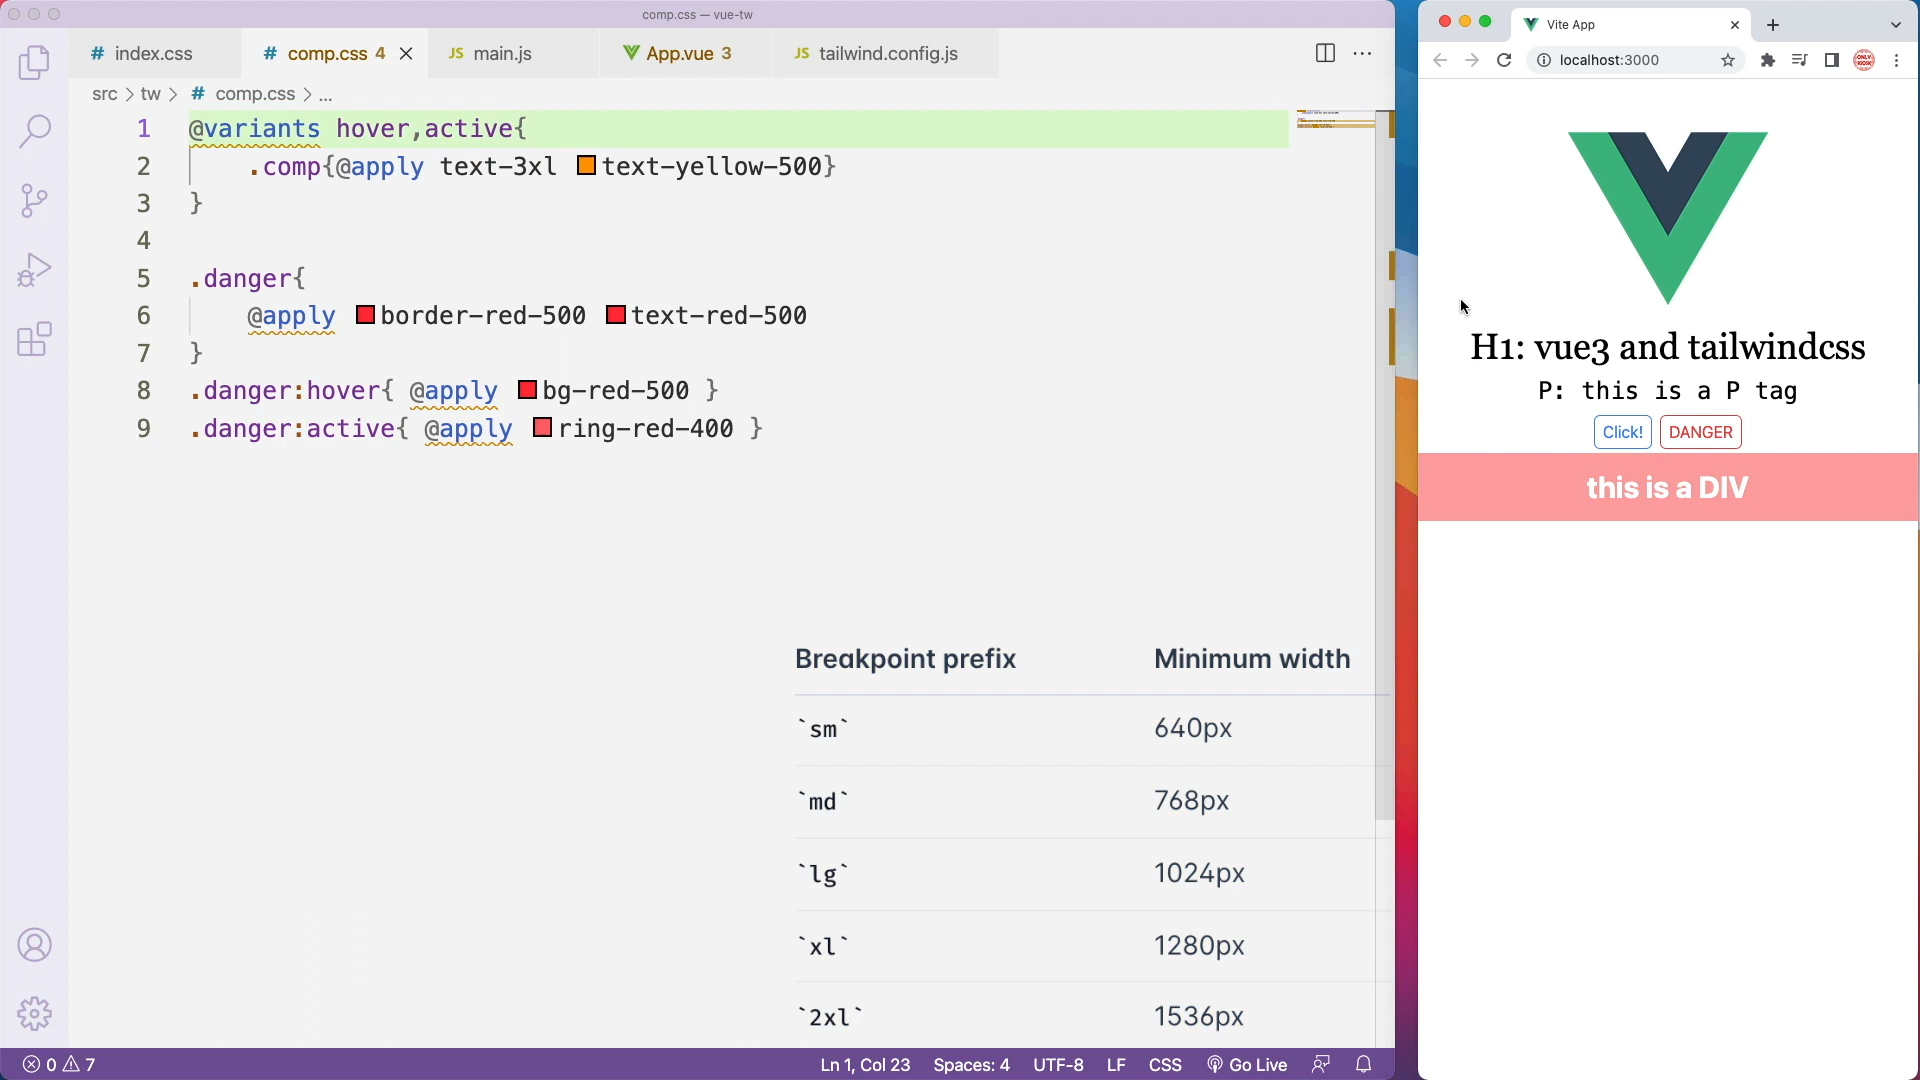 comp.css — vue-tw
# index.css
# comp.css 4
JS main.js
App.vue 3
JS tailwind.config.js
src > tw > # comp.css > ...
1 @variants hover,active{
2 .comp{@apply text-3xl text-yellow-500}
3 }
4
5 .danger{
6 @apply border-red-500 text-red-500
7 }
8 .danger:hover{ @apply bg-red-500 }
9 .danger:active{ @apply ring-red-400 }
Breakpoint prefix Minimum width
`sm` 640px
`md` 768px
`lg` 1024px
`xl` 1280px
`2xl` 1536px
0 7
Ln 1, Col 23 Spaces: 4 UTF-8 LF CSS Go Live
Vite App
localhost:3000
ONLY
H1: vue3 and tailwindcss
P: this is a P tag
Click! DANGER
this is a DIV